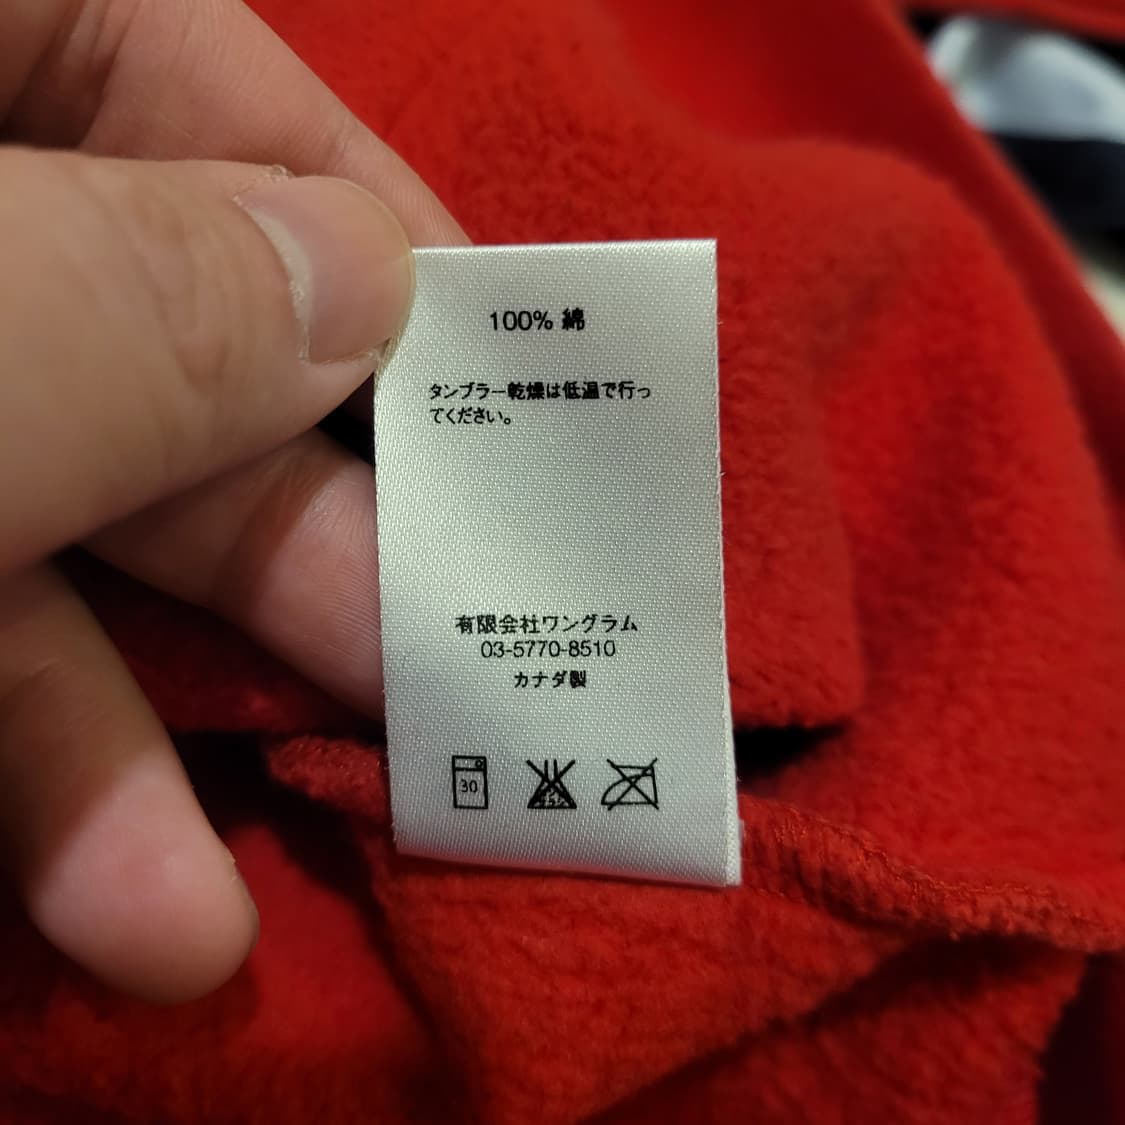 100% 綿
タンブラー乾燥は低温で行っ
てください。
有限会社ワングラム
03-5770-8510
カナダ製
30